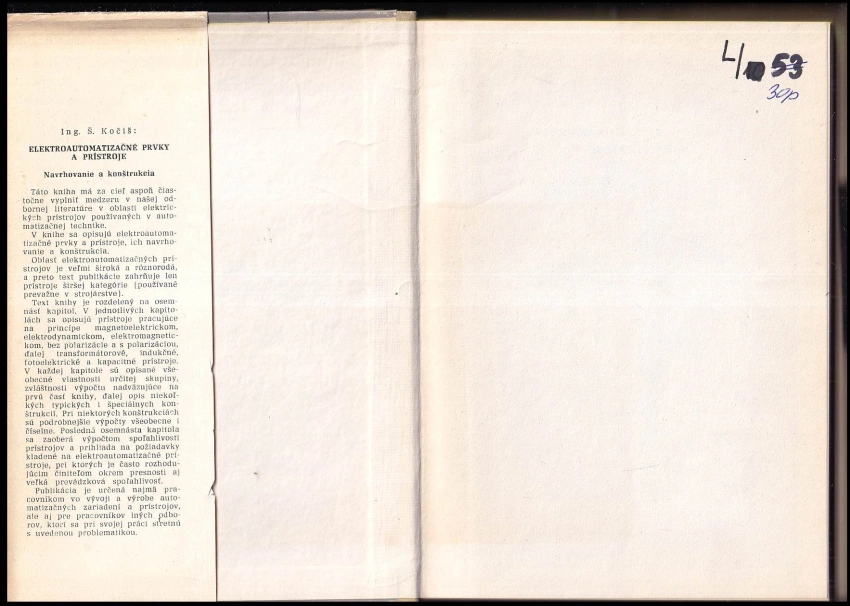 Ing. Š. Kočiš:
ELEKTROAUTOMATIZAČNÉ PRVKY
A PRÍSTROJE
Navrhovanie a konštrukcia
Táto kniha má za cieľ aspoň čias-
točne vyplniť medzeru v našej od-
bornej literatúre v oblasti elektric-
kých prístrojov používaných v auto-
matizačnej technike.
V knihe sa opisujú elektroautoma-
tizačné prvky a prístroje, ich navrho-
vanie a konštrukcia.
Oblasť elektroautomatizačných prí-
strojov je veľmi široká a rôznorodá,
a preto text publikácie zahrňuje len
prístroje širšej kategórie (používané
prevažne v strojárstve).
Text knihy je rozdelený na osem-
násť kapitol. V jednotlivých kapito-
lách sa opisujú prístroje pracujúce
na princípe magnetoelektrickom,
elektrodynamickom, elektromagnetic-
kom, bez polarizácie a s polarizáciou,
ďalej transformátorové, indukčné,
fotoelektrické a kapacitné prístroje.
V každej kapitole sú opísané vše-
obecné vlastnosti určitej skupiny,
zvláštnosti výpočtu nadväzujúce na
prvú časť knihy, ďalej opis niekoľ-
kých typických i špeciálnych kon-
štrukcií. Pri niektorých konštrukciách
sú podrobnejšie výpočty všeobecne i
číselne. Posledná osemnásta kapitola
sa zaoberá výpočtom spoľahlivosti
prístrojov a prihliada na požiadavky
kladené na elektroautomatizačné prí-
stroje, pri ktorých je často rozhodu-
júcim činiteľom okrem presnosti aj
veľká prevádzková spoľahlivosť.
Publikácia je určená najmä pra-
covníkom vo vývoji a výrobe auto-
matizačných zariadení a prístrojov,
ale aj pre pracovníkov iných odbo-
rov, ktorí sa pri svojej práci stretnú
s uvedenou problematikou.
L/ 53
30p